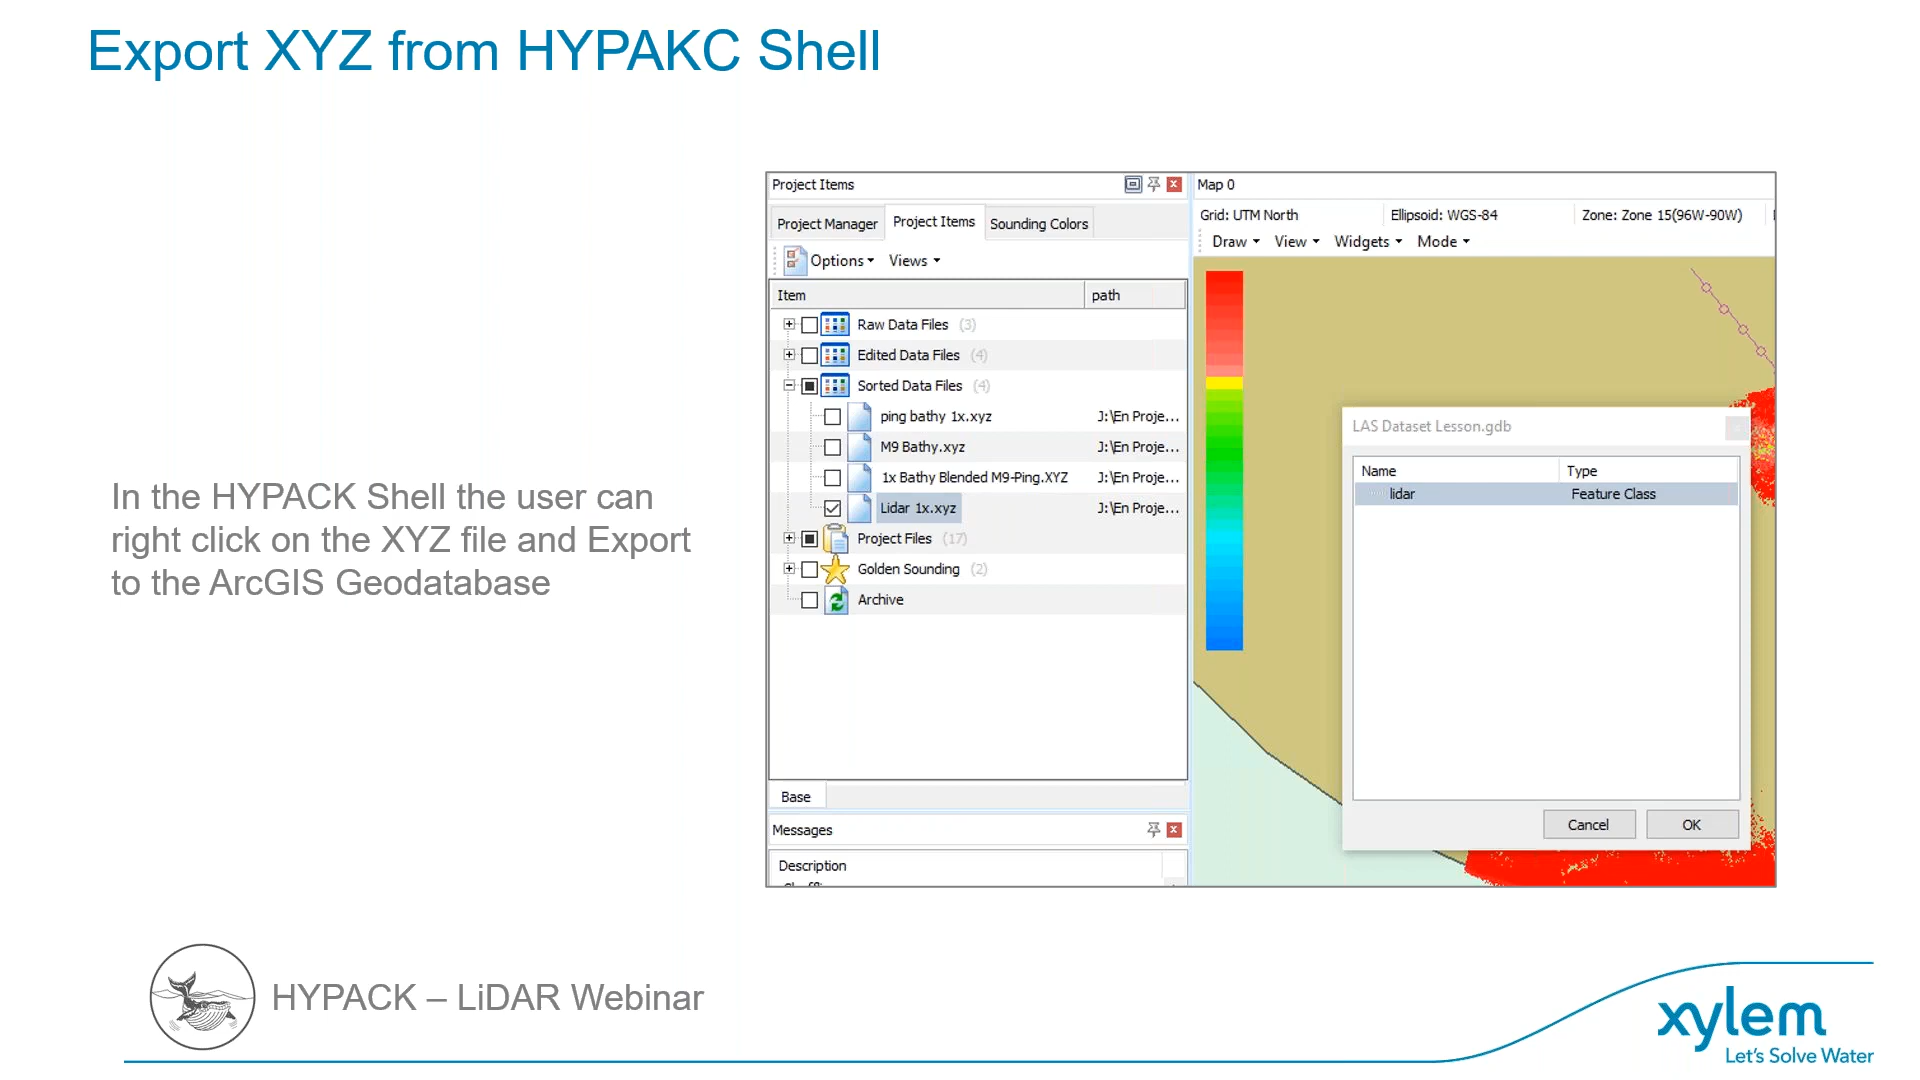 Export XYZ from HYPAKC Shell
In the HYPACK Shell the user can
right click on the XYZ file and Export
to the ArcGIS Geodatabase
Project Items
Project Manager
Project Items
Sounding Colors
Options
Views
Item
path
Raw Data Files (3)
Edited Data Files (4)
Sorted Data Files (4)
ping bathy 1x.xyz J:\En Proje...
M9 Bathy.xyz J:\En Proje...
1x Bathy Blended M9-Ping.XYZ J:\En Proje...
Lidar 1x.xyz J:\En Proje...
Project Files (17)
Golden Sounding (2)
Archive
Base
Messages
Description
Map 0
Grid: UTM North Ellipsoid: WGS-84 Zone: Zone 15(96W-90W)
Draw View Widgets Mode
LAS Dataset Lesson.gdb
Name Type
lidar Feature Class
Cancel OK
HYPACK – LiDAR Webinar
xylem
Let's Solve Water